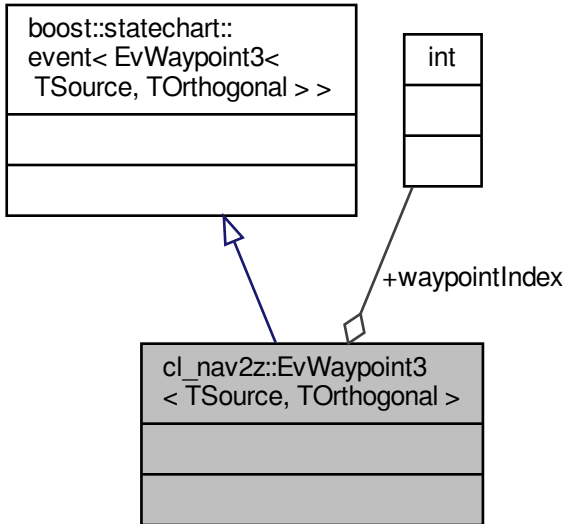 boost::statechart::
event< EvWaypoint3<
TSource, TOrthogonal > >
int
+waypointIndex
cl_nav2z::EvWaypoint3
< TSource, TOrthogonal >